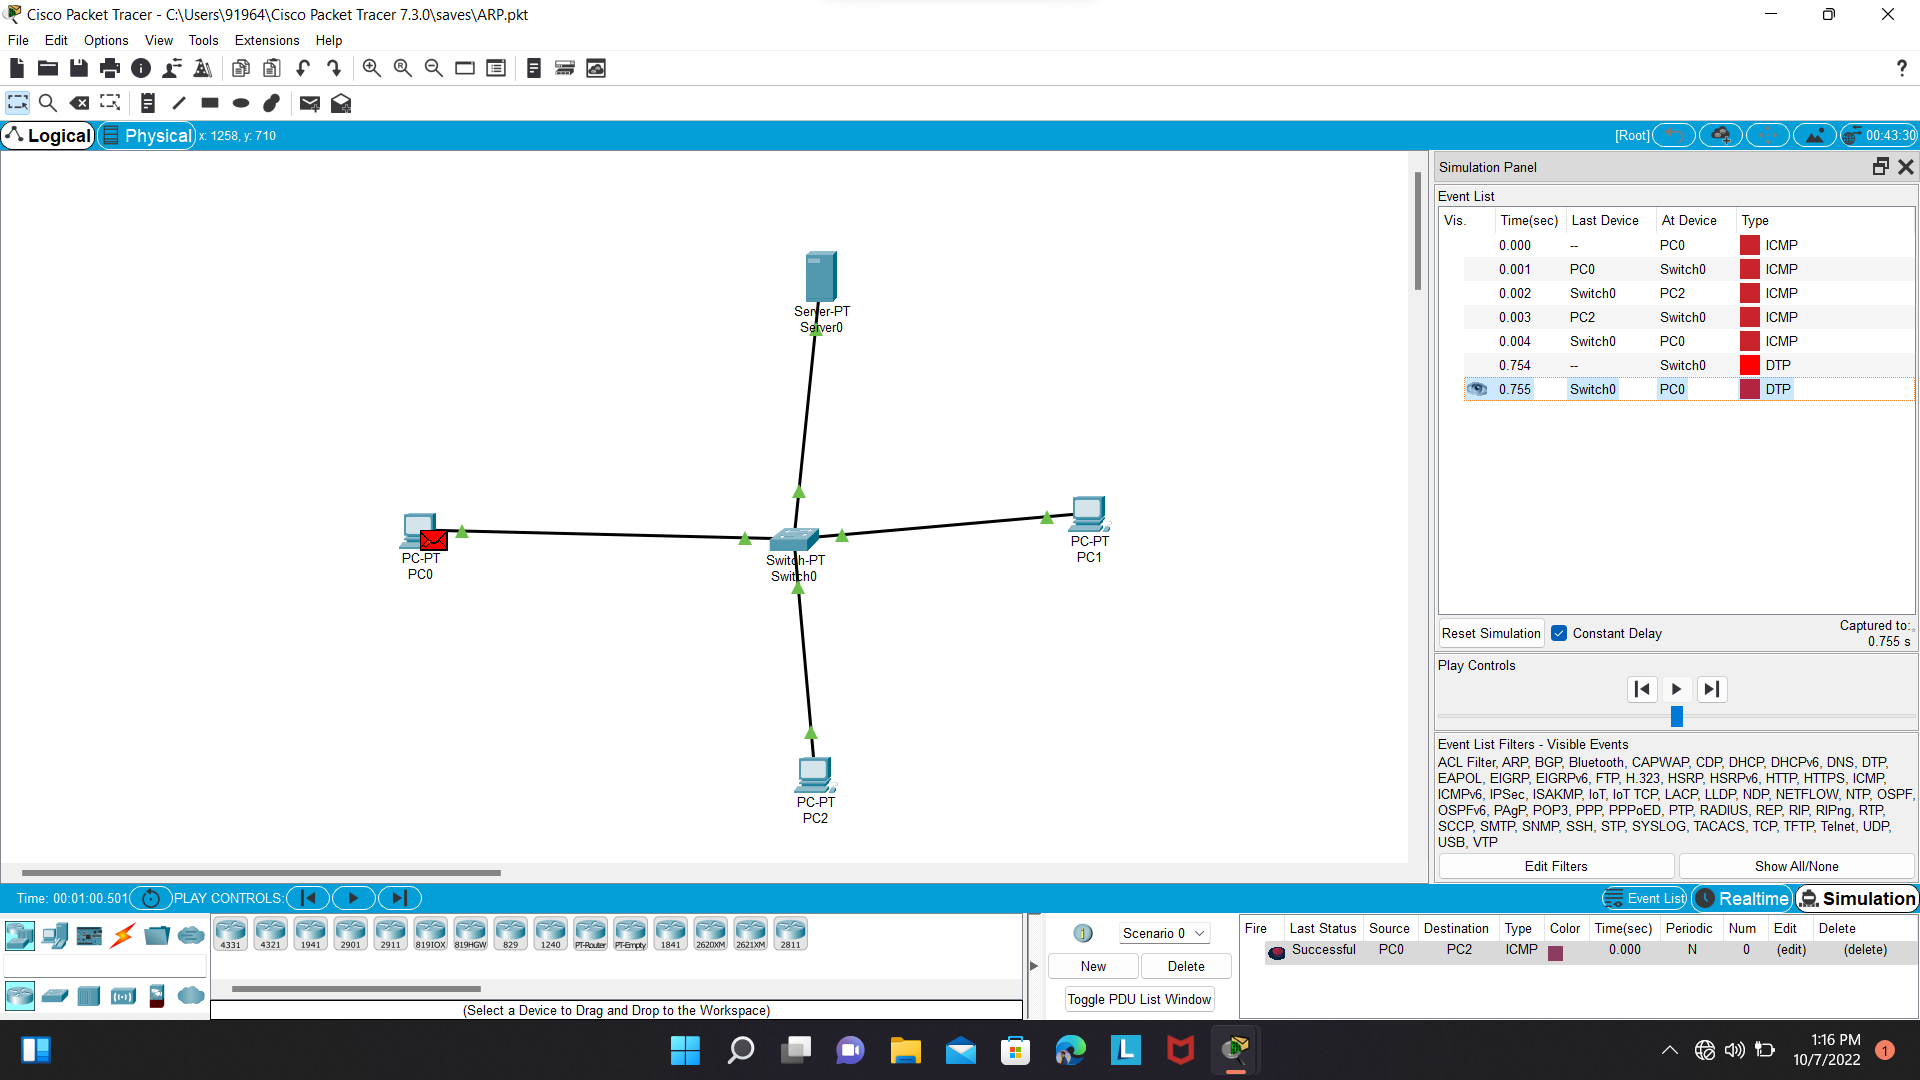 Cisco Packet Tracer - C:\Users\91964\Cisco Packet Tracer 7.3.0\saves\ARP.pkt
File Edit Options View Tools Extensions Help
Logical Physical x: 1258, y: 710 [Root] 00:43:30
Simulation Panel
Event List
Vis. Time(sec) Last Device At Device Type
0.000 -- PC0 ICMP
0.001 PC0 Switch0 ICMP
0.002 Switch0 PC2 ICMP
0.003 PC2 Switch0 ICMP
0.004 Switch0 PC0 ICMP
0.754 -- Switch0 DTP
0.755 Switch0 PC0 DTP
Server-PT
Server0
PC-PT
PC0
Switch-PT
Switch0
PC-PT
PC1
PC-PT
PC2
Reset Simulation Constant Delay Captured to:
0.755 s
Play Controls
Event List Filters - Visible Events
ACL Filter, ARP, BGP, Bluetooth, CAPWAP, CDP, DHCP, DHCPv6, DNS, DTP,
EAPOL, EIGRP, EIGRPv6, FTP, H.323, HSRP, HSRPv6, HTTP, HTTPS, ICMP,
ICMPv6, IPSec, ISAKMP, IoT, IoT TCP, LACP, LLDP, NDP, NETFLOW, NTP, OSPF,
OSPFv6, PAgP, POP3, PPP, PPPoED, PTP, RADIUS, REP, RIP, RIPng, RTP,
SCCP, SMTP, SNMP, SSH, STP, SYSLOG, TACACS, TCP, TFTP, Telnet, UDP,
USB, VTP
Edit Filters Show All/None
Time: 00:01:00.501 PLAY CONTROLS: Event List Realtime Simulation
4331 4321 1941 2901 2911 819IOX 819HGW 829 1240 PT-Router PT-Empty 1841 2620XM 2621XM 2811
(Select a Device to Drag and Drop to the Workspace)
1 Scenario 0
New Delete
Toggle PDU List Window
Fire Last Status Source Destination Type Color Time(sec) Periodic Num Edit Delete
Successful PC0 PC2 ICMP 0.000 N 0 (edit) (delete)
1:16 PM
10/7/2022
1